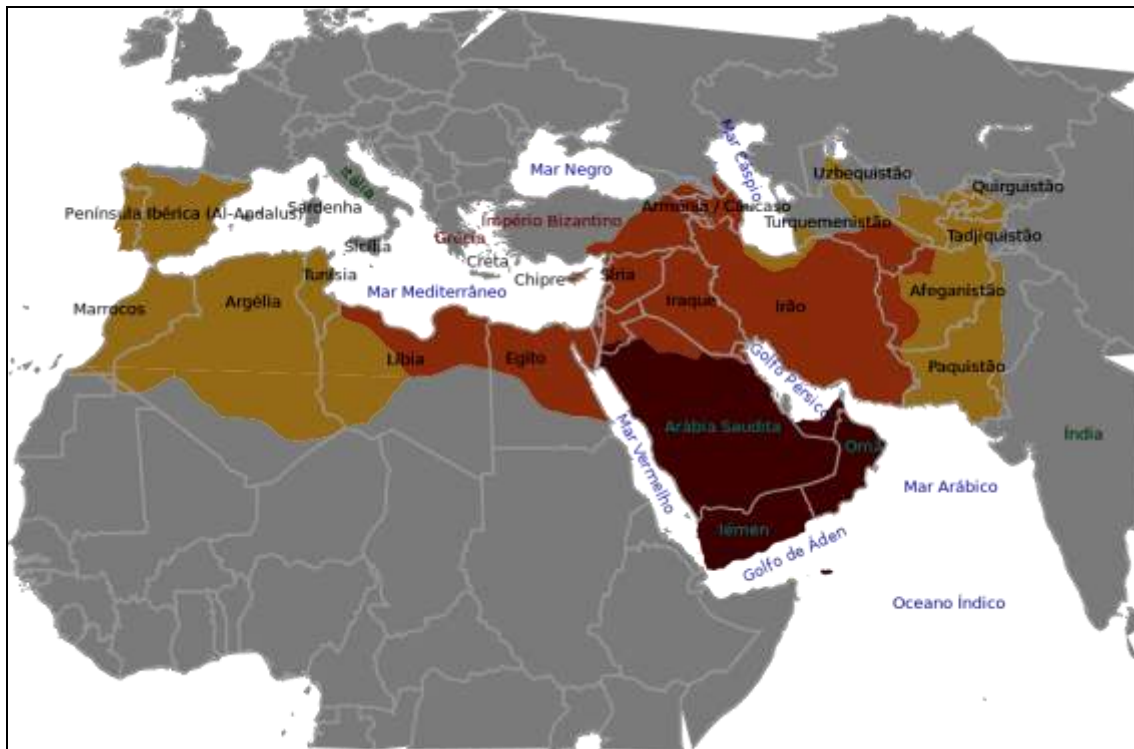 Mar Negro
Mar Cáspio
Uzbequistão
Quirguistão
Itália
Península Ibérica (Al-Andalus)
Sardenha
Império Bizantino
Arménia / Cáucaso
Turquemenistão
Tadjiquistão
Grécia
Sicília
Creta
Tunísia
Chipre
Síria
Mar Mediterrâneo
Marrocos
Argélia
Iraque
Irão
Afeganistão
Líbia
Egito
Golfo Pérsico
Paquistão
Arábia Saudita
Omã
Índia
Mar Vermelho
Mar Arábico
Iémen
Golfo de Áden
Oceano Índico